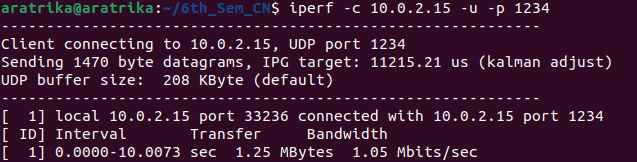 aratrika@aratrika:~/6th_Sem_CN$ iperf -c 10.0.2.15 -u -p 1234
------------------------------------------------------------
Client connecting to 10.0.2.15, UDP port 1234
Sending 1470 byte datagrams, IPG target: 11215.21 us (kalman adjust)
UDP buffer size:  208 KByte (default)
------------------------------------------------------------
[  1] local 10.0.2.15 port 33236 connected with 10.0.2.15 port 1234
[ ID] Interval       Transfer     Bandwidth
[  1] 0.0000-10.0073 sec  1.25 MBytes  1.05 Mbits/sec